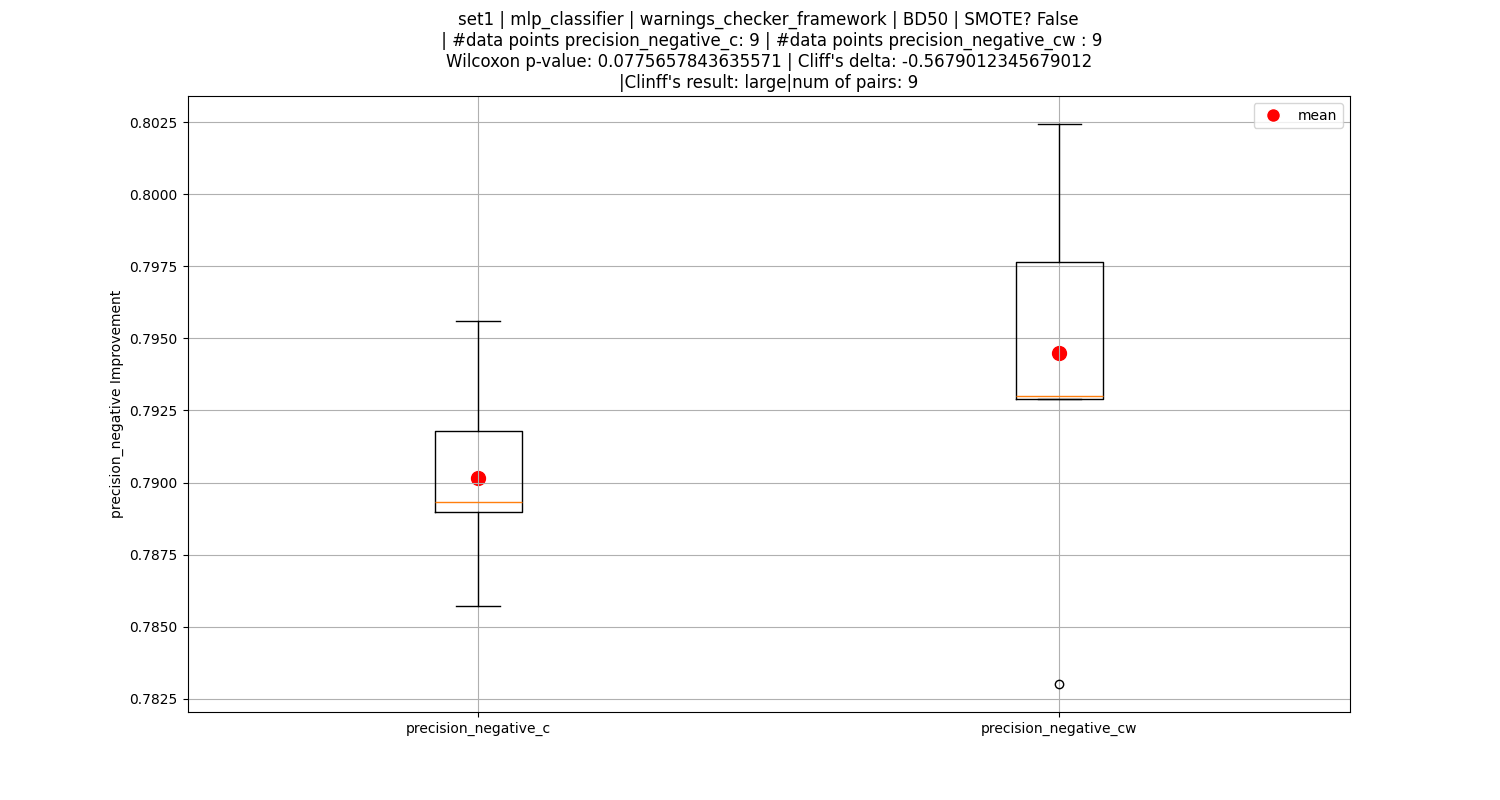 set1 | mlp_classifier | warnings_checker_framework | BD50 | SMOTE? False
| #data points precision_negative_c: 9 | #data points precision_negative_cw : 9
Wilcoxon p-value: 0.0775657843635571 | Cliff's delta: -0.5679012345679012
|Clinff's result: large|num of pairs: 9
mean
0.8025
0.8000
0.7975
0.7950
0.7925
0.7900
0.7875
0.7850
0.7825
precision_negative Improvement
precision_negative_c
precision_negative_cw